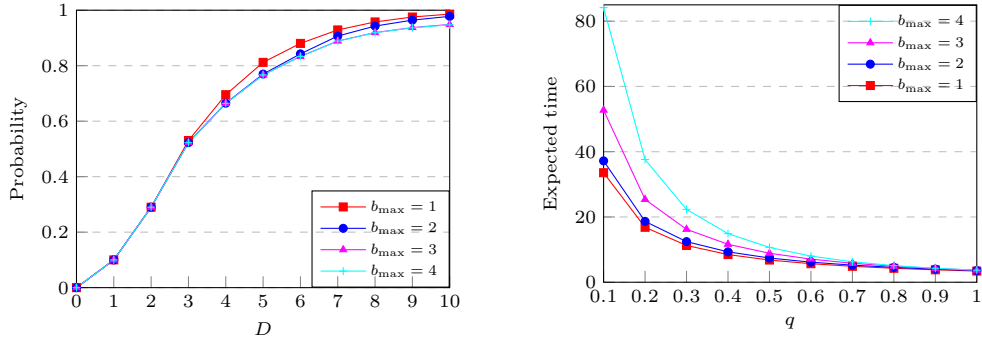 1
0.8
0.6
0.4
0.2
0
Probability
0 1 2 3 4 5 6 7 8 9 10
D
b_max = 1
b_max = 2
b_max = 3
b_max = 4
80
60
40
20
0
Expected time
0.1 0.2 0.3 0.4 0.5 0.6 0.7 0.8 0.9 1
q
b_max = 4
b_max = 3
b_max = 2
b_max = 1